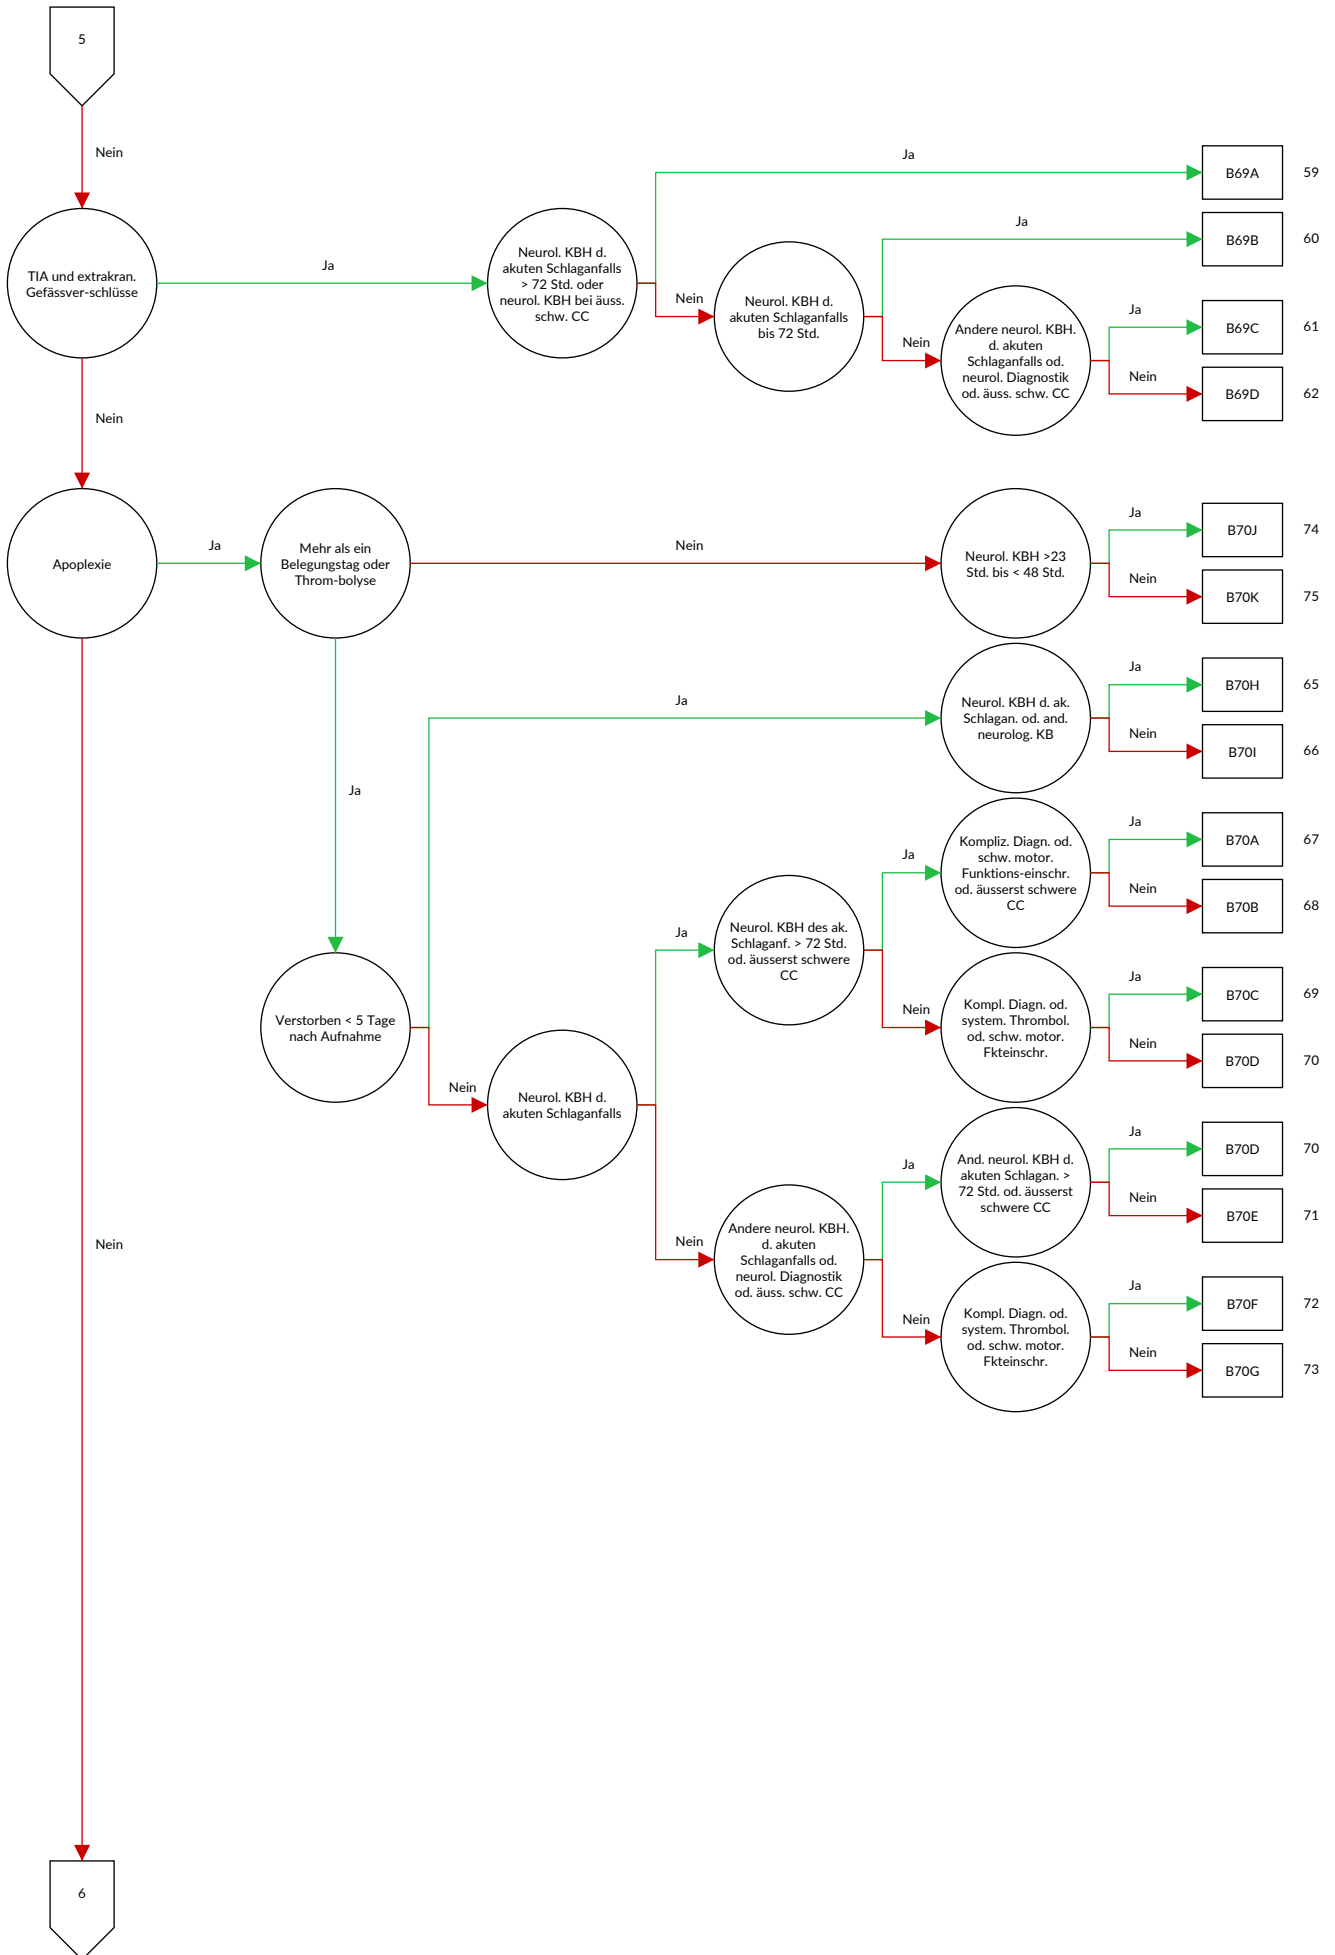 5
Nein
TIA und extrakran.
Gefässver-schlüsse
Ja
Neurol. KBH d.
akuten Schlaganfalls
> 72 Std. oder
neurol. KBH bei äuss.
schw. CC
Ja
Nein
Neurol. KBH d.
akuten Schlaganfalls
bis 72 Std.
Ja
Nein
Andere neurol. KBH.
d. akuten
Schlaganfalls od.
neurol. Diagnostik
od. äuss. schw. CC
Ja
Nein
B69A 59
B69B 60
B69C 61
B69D 62
Nein
Apoplexie
Ja
Mehr als ein
Belegungstag oder
Throm-bolyse
Nein
Neurol. KBH >23
Std. bis < 48 Std.
Ja
B70J 74
Nein
B70K 75
Ja
Verstorben < 5 Tage
nach Aufnahme
Ja
Neurol. KBH d. ak.
Schlagan. od. and.
neurolog. KB
Ja
B70H 65
Nein
B70I 66
Nein
Neurol. KBH d.
akuten Schlaganfalls
Ja
Neurol. KBH des ak.
Schlaganf. > 72 Std.
od. äusserst schwere
CC
Ja
Kompliz. Diagn. od.
schw. motor.
Funktions-einschr.
od. äusserst schwere
CC
Ja
B70A 67
Nein
B70B 68
Nein
Kompl. Diagn. od.
system. Thrombol.
od. schw. motor.
Fkteinschr.
Ja
B70C 69
Nein
B70D 70
Nein
Andere neurol. KBH.
d. akuten
Schlaganfalls od.
neurol. Diagnostik
od. äuss. schw. CC
Ja
And. neurol. KBH d.
akuten Schlagan. >
72 Std. od. äusserst
schwere CC
Ja
B70D 70
Nein
B70E 71
Nein
Kompl. Diagn. od.
system. Thrombol.
od. schw. motor.
Fkteinschr.
Ja
B70F 72
Nein
B70G 73
Nein
6